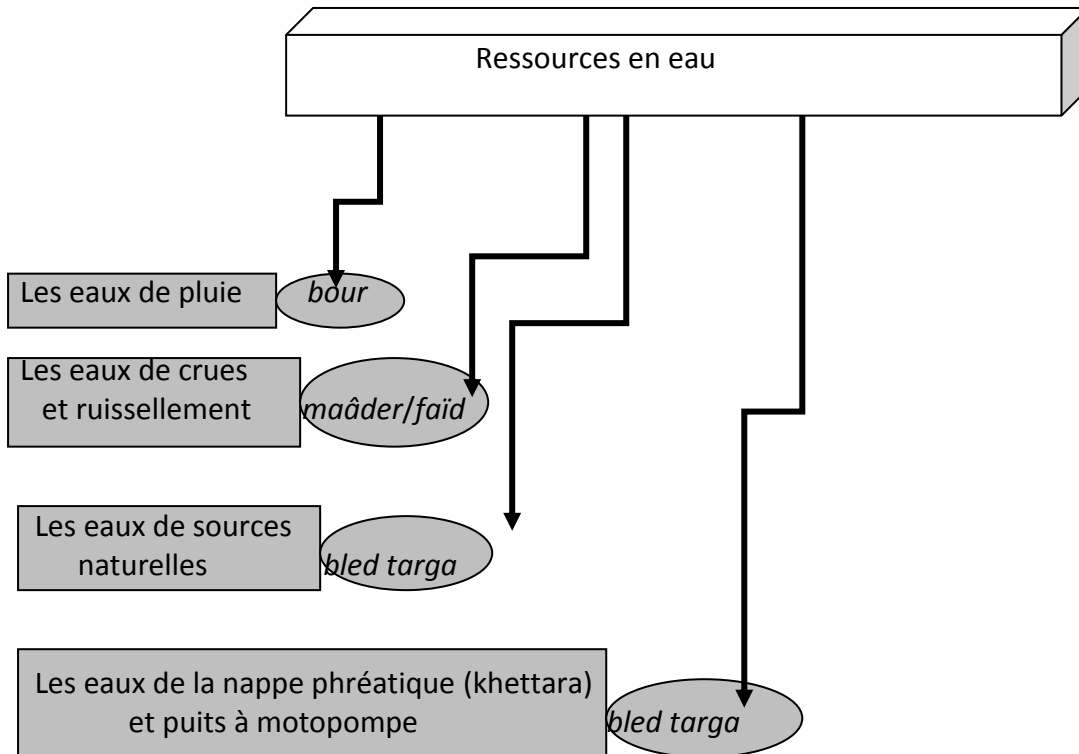 Ressources en eau
Les eaux de pluie
bour
Les eaux de crues
et ruissellement
maâder/faïd
Les eaux de sources
naturelles
bled targa
Les eaux de la nappe phréatique (khettara)
et puits à motopompe
bled targa